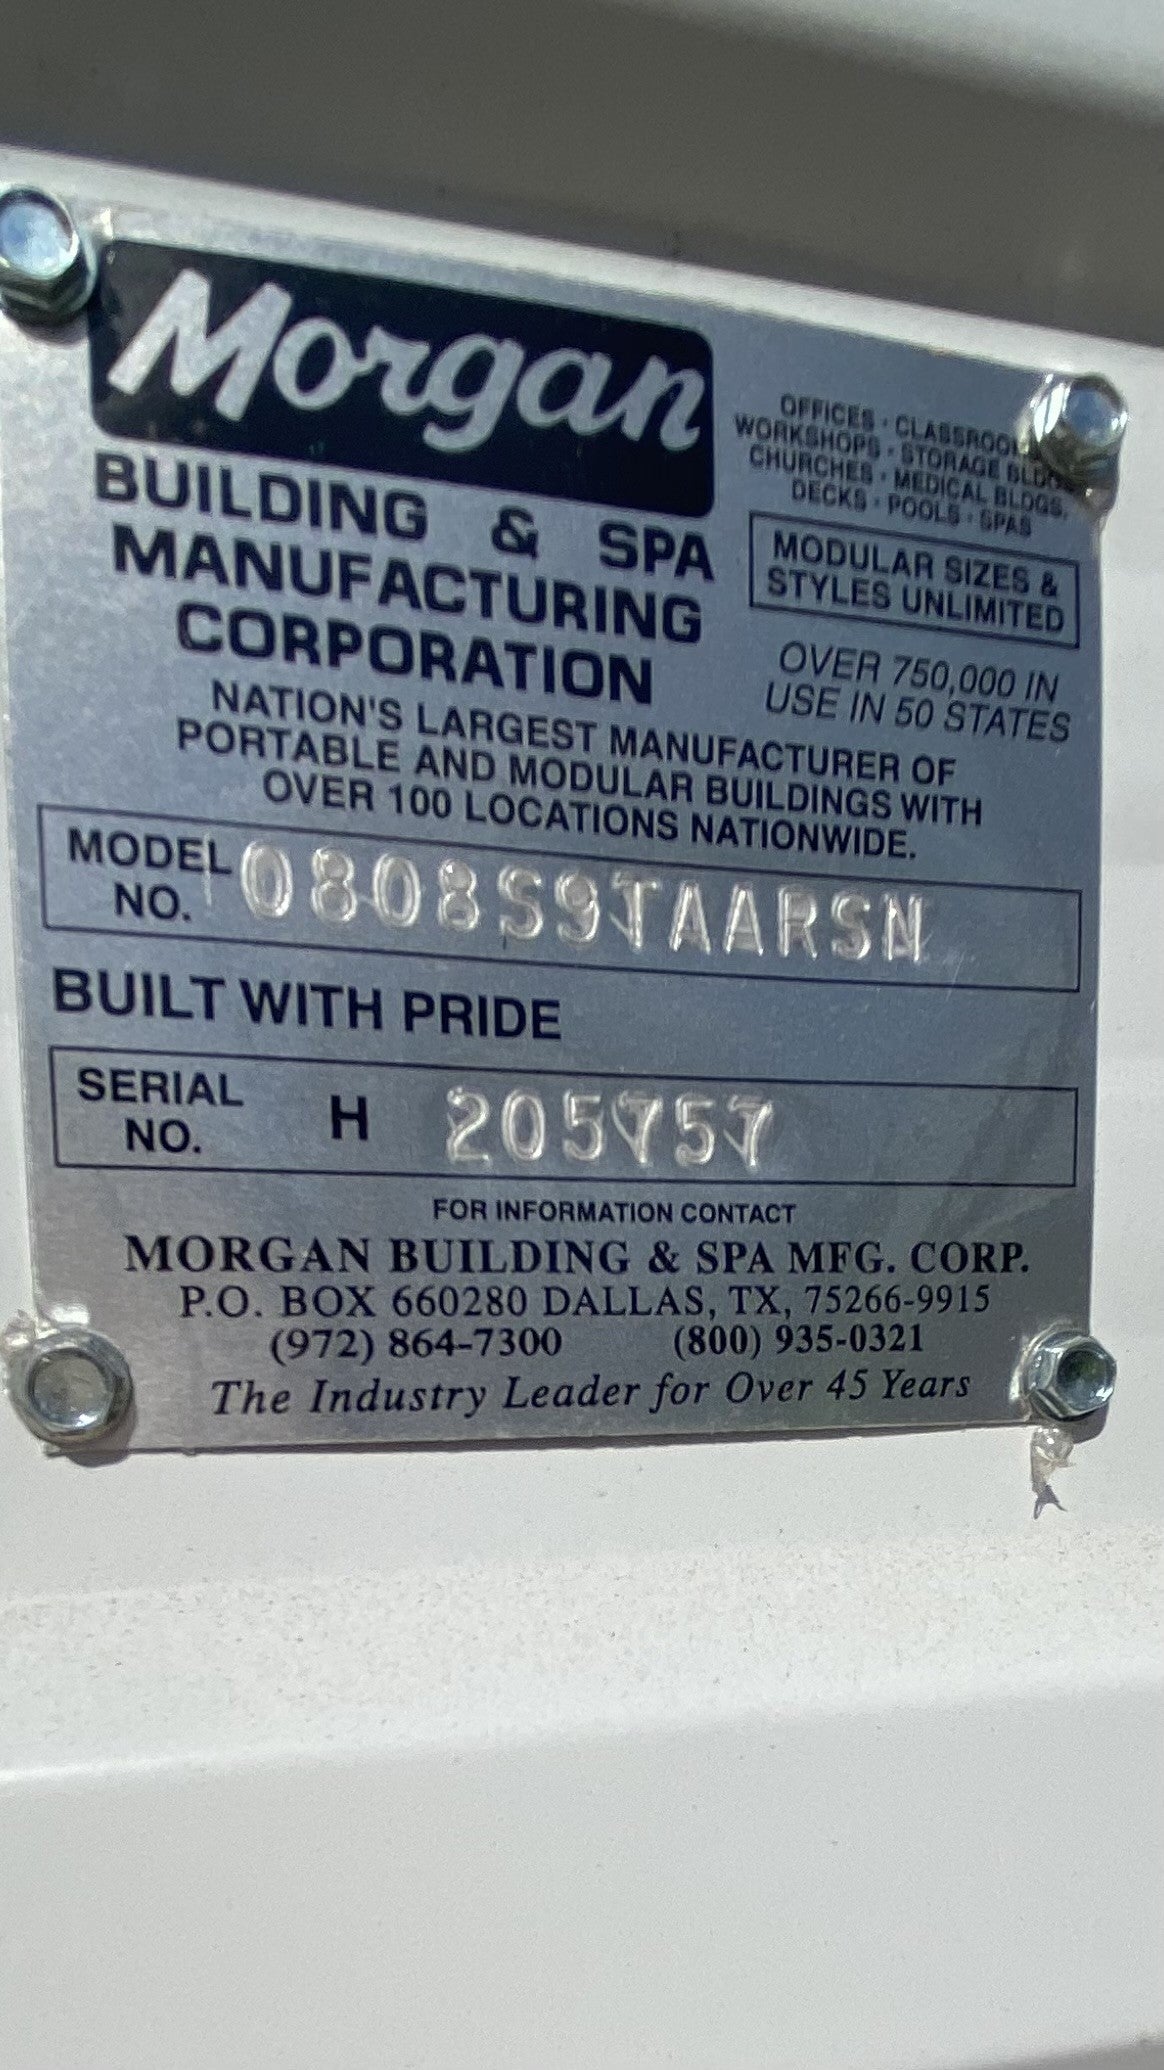 Morgan
BUILDING & SPA
MANUFACTURING
CORPORATION
OFFICES · CLASSROO
WORKSHOPS · STORAGE BLDGS.
CHURCHES · MEDICAL BLDGS.
DECKS · POOLS · SPAS
MODULAR SIZES &
STYLES UNLIMITED
OVER 750,000 IN
USE IN 50 STATES
NATION'S LARGEST MANUFACTURER OF
PORTABLE AND MODULAR BUILDINGS WITH
OVER 100 LOCATIONS NATIONWIDE.
MODEL
NO. 0808S9TAARSN
BUILT WITH PRIDE
SERIAL
NO. H 205757
FOR INFORMATION CONTACT
MORGAN BUILDING & SPA MFG. CORP.
P.O. BOX 660280 DALLAS, TX, 75266-9915
(972) 864-7300 (800) 935-0321
The Industry Leader for Over 45 Years